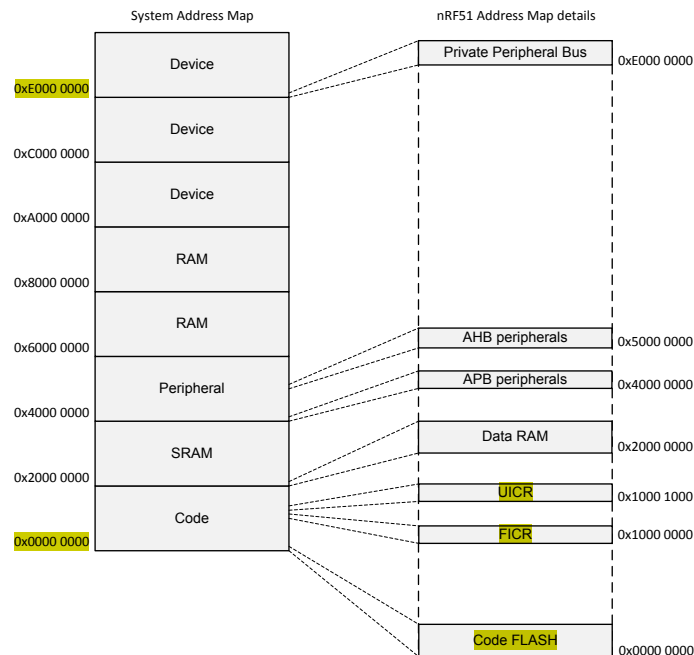 System Address Map
nRF51 Address Map details
Device
0xE000 0000
Device
0xC000 0000
Device
0xA000 0000
RAM
0x8000 0000
RAM
0x6000 0000
Peripheral
0x4000 0000
SRAM
0x2000 0000
Code
0x0000 0000
Private Peripheral Bus
0xE000 0000
AHB peripherals
0x5000 0000
APB peripherals
0x4000 0000
Data RAM
0x2000 0000
UICR
0x1000 1000
FICR
0x1000 0000
Code FLASH
0x0000 0000